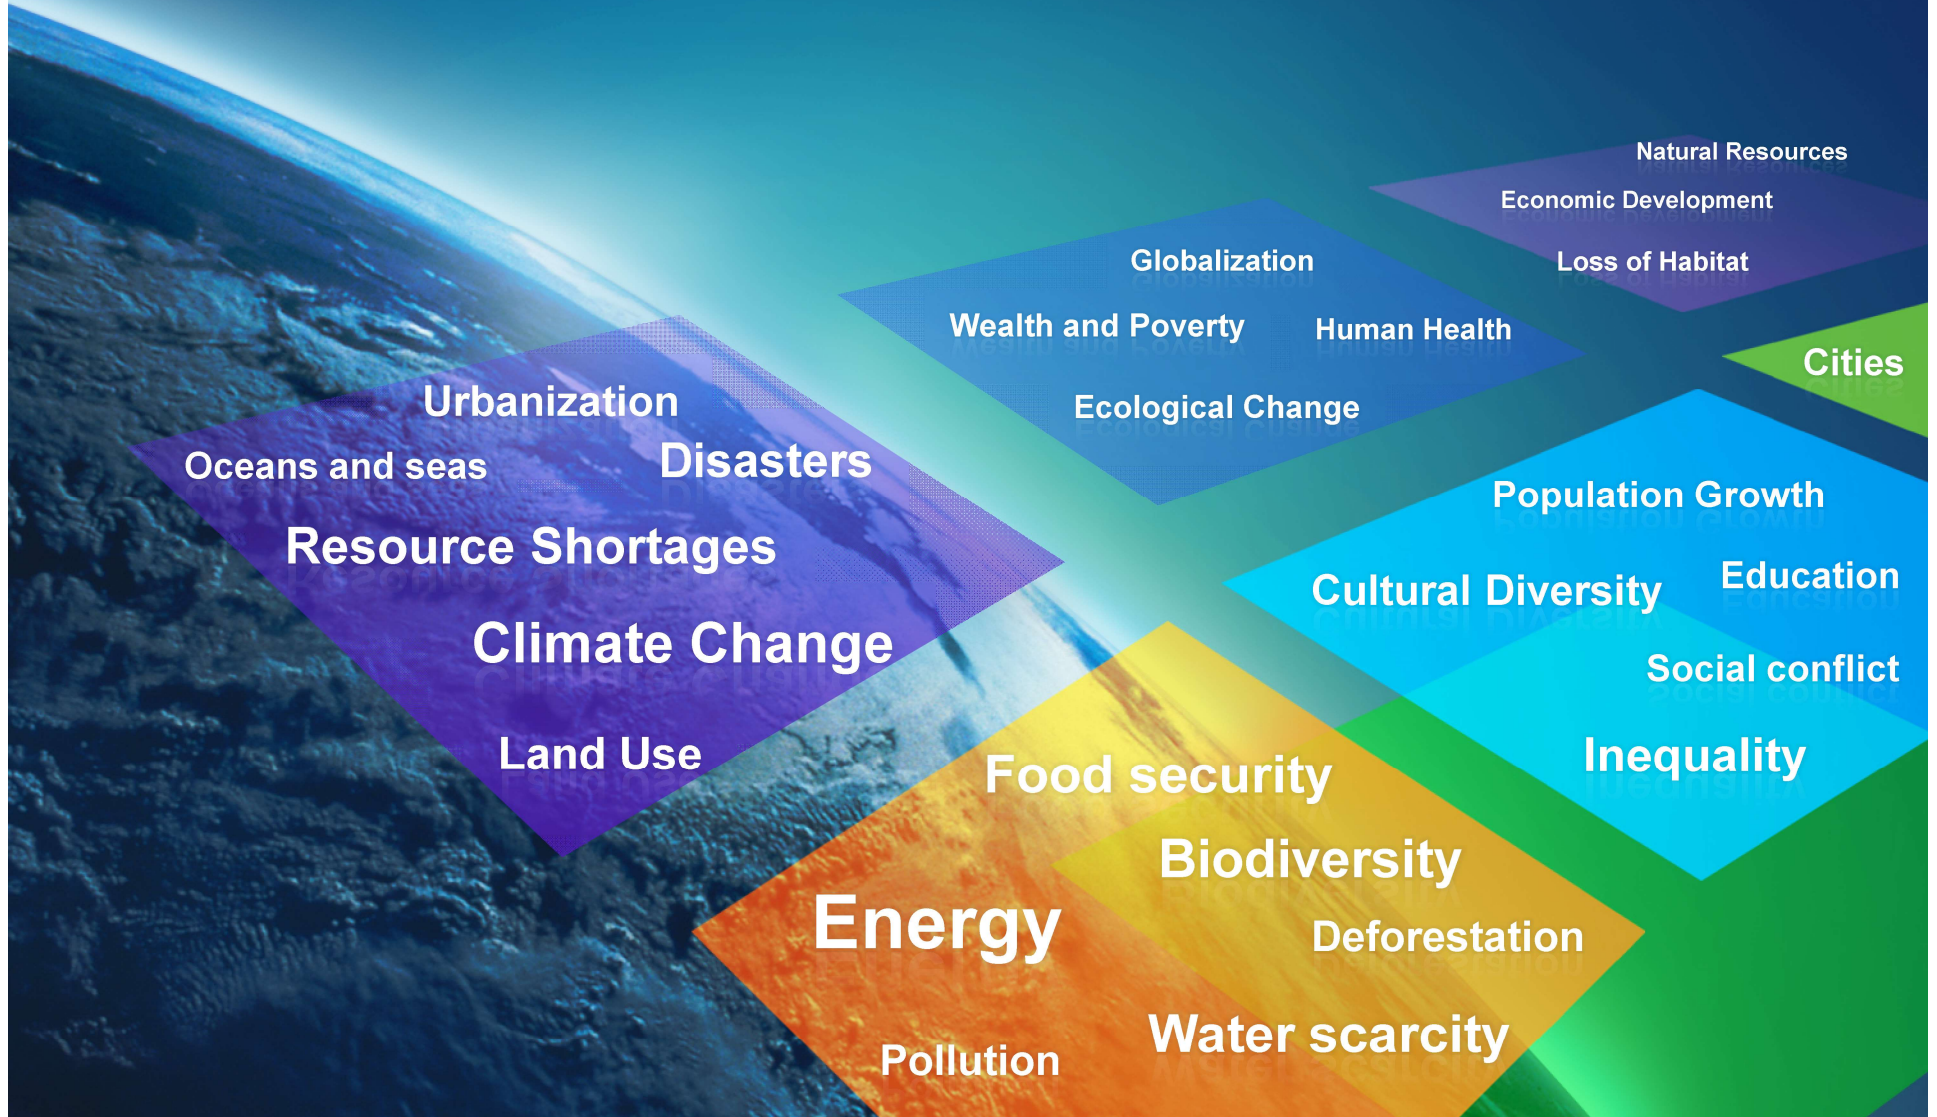 Natural Resources
Economic Development
Loss of Habitat
Globalization
Wealth and Poverty
Human Health
Ecological Change
Cities
Urbanization
Oceans and seas
Disasters
Resource Shortages
Climate Change
Land Use
Population Growth
Cultural Diversity
Education
Social conflict
Inequality
Food security
Biodiversity
Energy
Deforestation
Water scarcity
Pollution